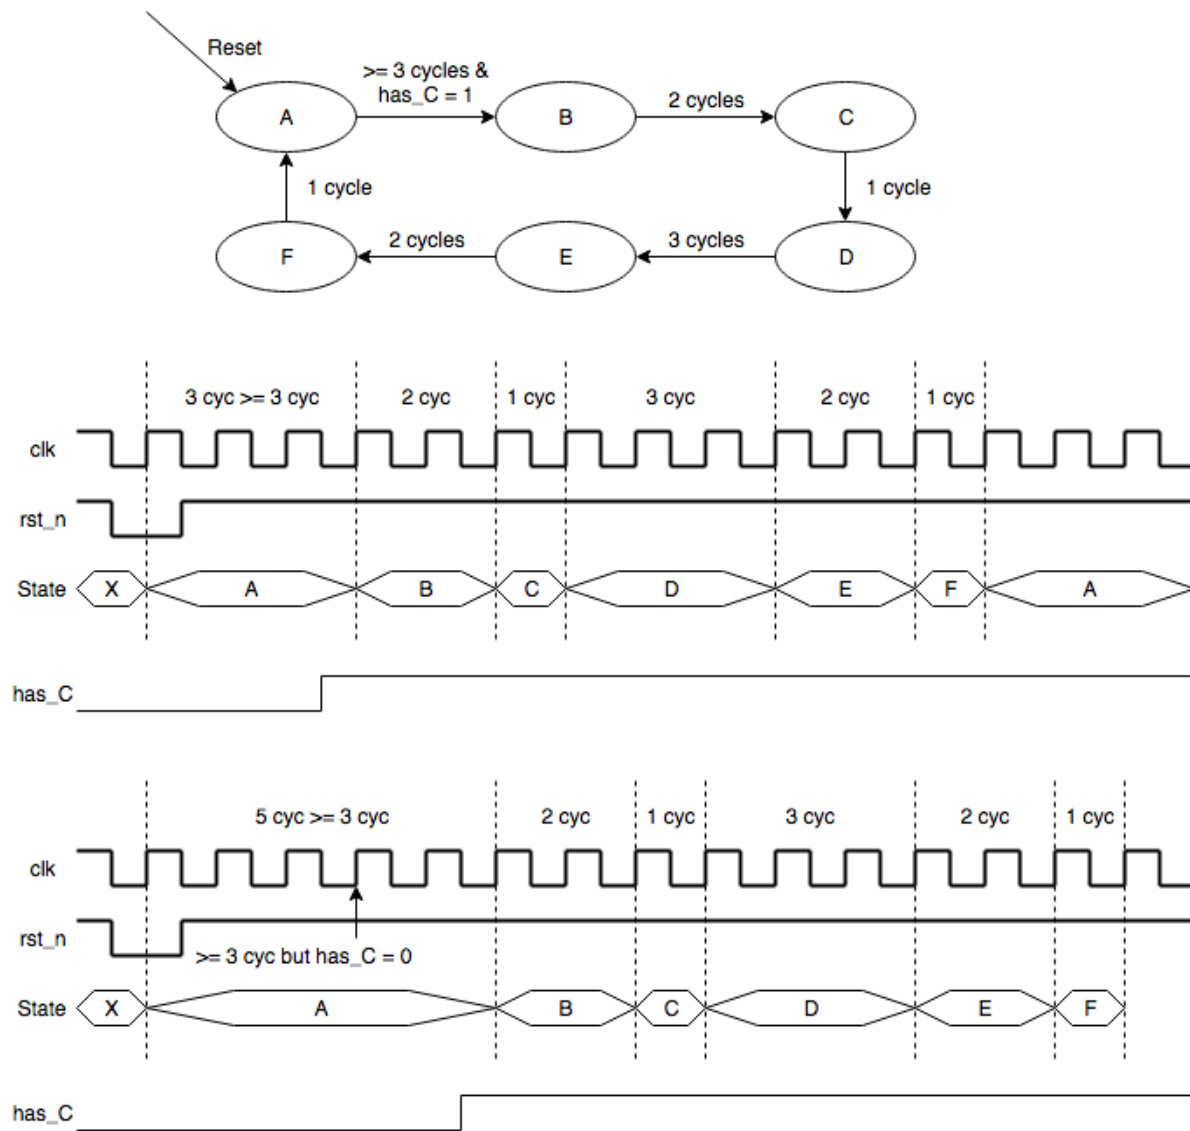 Reset
>= 3 cycles &
has_C = 1
A
B
2 cycles
C
1 cycle
1 cycle
F
2 cycles
E
3 cycles
D
3 cyc >= 3 cyc
2 cyc
1 cyc
3 cyc
2 cyc
1 cyc
clk
rst_n
State
X
A
B
C
D
E
F
A
has_C
5 cyc >= 3 cyc
2 cyc
1 cyc
3 cyc
2 cyc
1 cyc
clk
rst_n
>= 3 cyc but has_C = 0
State
X
A
B
C
D
E
F
has_C